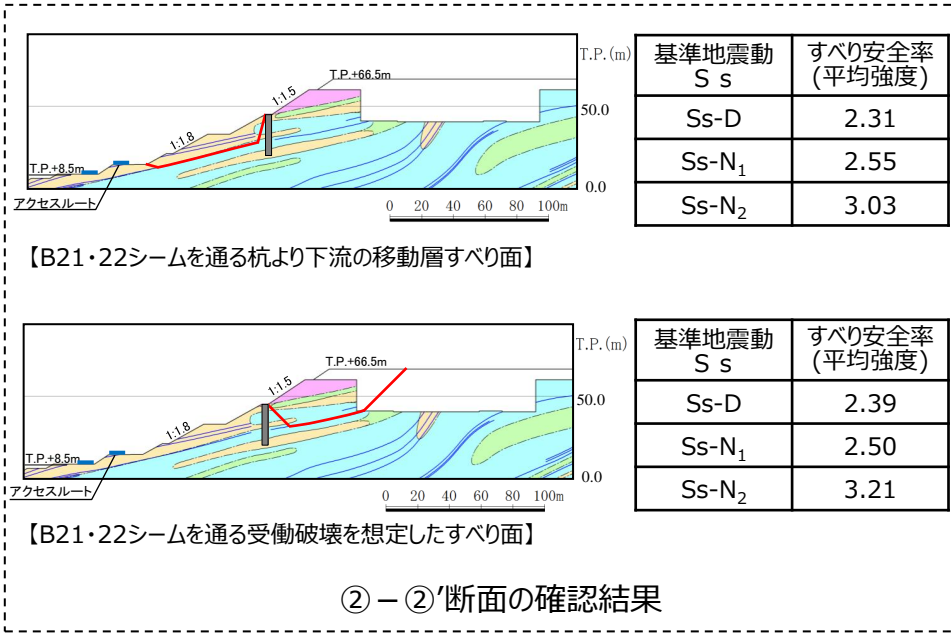 T.P.(m)
T.P.+66.5m
1:1.5
50.0
1:1.8
T.P.+8.5m
0.0
アクセスルート
0 20 40 60 80 100m
【B21・22シームを通る杭より下流の移動層すべり面】
基準地震動 Ss すべり安全率 (平均強度)
Ss-D 2.31
Ss-N₁ 2.55
Ss-N₂ 3.03
T.P.(m)
T.P.+66.5m
1:1.5
50.0
1:1.8
T.P.+8.5m
0.0
アクセスルート
0 20 40 60 80 100m
【B21・22シームを通る受働破壊を想定したすべり面】
基準地震動 Ss すべり安全率 (平均強度)
Ss-D 2.39
Ss-N₁ 2.50
Ss-N₂ 3.21
②－②’断面の確認結果